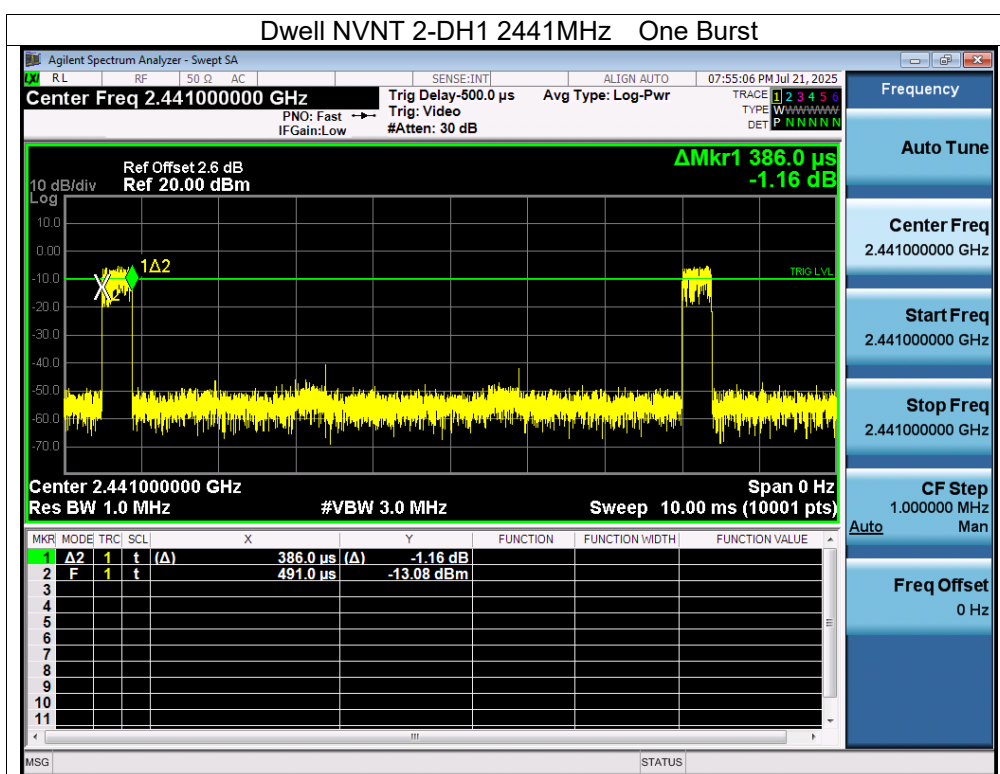 Dwell NVNT 2-DH1 2441MHz One Burst
Agilent Spectrum Analyzer - Swept SA
LXI RL RF 50 Ω AC SENSE:INT ALIGN AUTO 07:55:06 PM Jul 21, 2025
Center Freq 2.441000000 GHz Trig Delay-500.0 µs Avg Type: Log-Pwr TRACE 1 2 3 4 5 6
PNO: Fast Trig: Video TYPE WWWWWW
IFGain:Low #Atten: 30 dB DET P N N N N N
ΔMkr1 386.0 µs
-1.16 dB
Ref Offset 2.6 dB
10 dB/div Ref 20.00 dBm
Log
10.0
0.00
1Δ2
-10.0
TRIG LVL
X2
-20.0
-30.0
-40.0
-50.0
-60.0
-70.0
Center 2.441000000 GHz Span 0 Hz
Res BW 1.0 MHz #VBW 3.0 MHz Sweep 10.00 ms (10001 pts)
MKR MODE TRC SCL X Y FUNCTION FUNCTION WIDTH FUNCTION VALUE
1 Δ2 1 t (Δ) 386.0 µs (Δ) -1.16 dB
2 F 1 t 491.0 µs -13.08 dBm
3
4
5
6
7
8
9
10
11
MSG STATUS
Frequency
Auto Tune
Center Freq
2.441000000 GHz
Start Freq
2.441000000 GHz
Stop Freq
2.441000000 GHz
CF Step
1.000000 MHz
Auto Man
Freq Offset
0 Hz